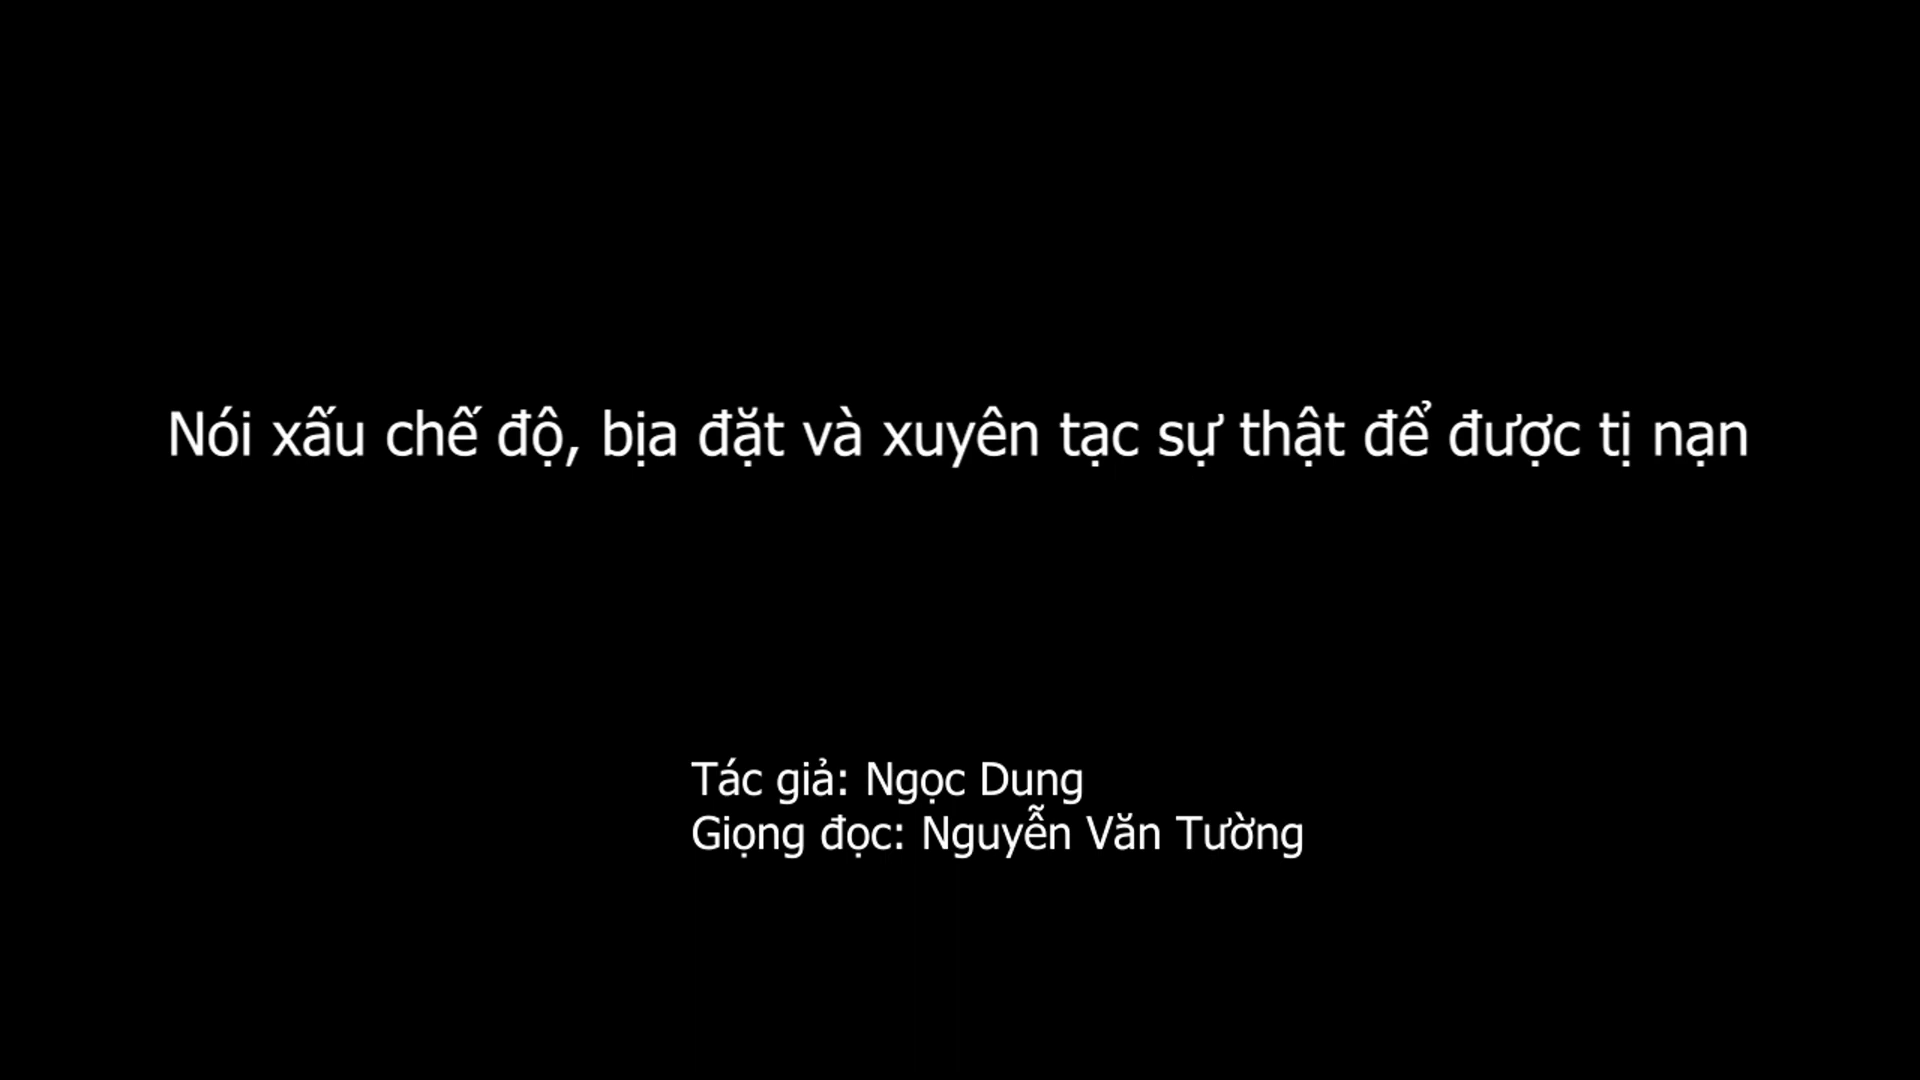 Nói xấu chế độ, bịa đặt và xuyên tạc sự thật để được tị nạn
Tác giả: Ngọc Dung
Giọng đọc: Nguyễn Văn Tường